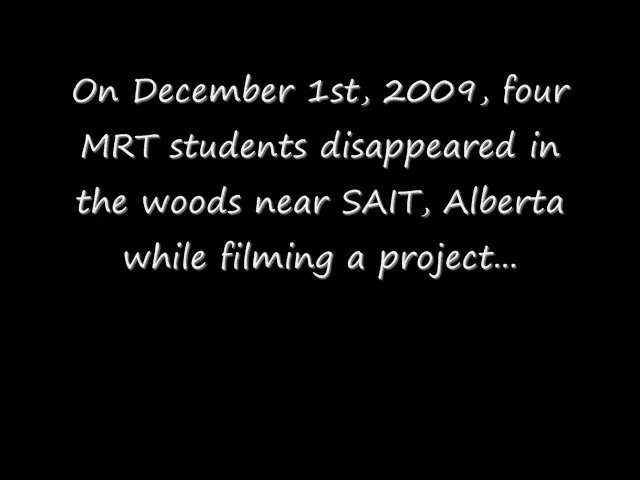 On December 1st, 2009, four
MRT students disappeared in
the woods near SAIT, Alberta
while filming a project...